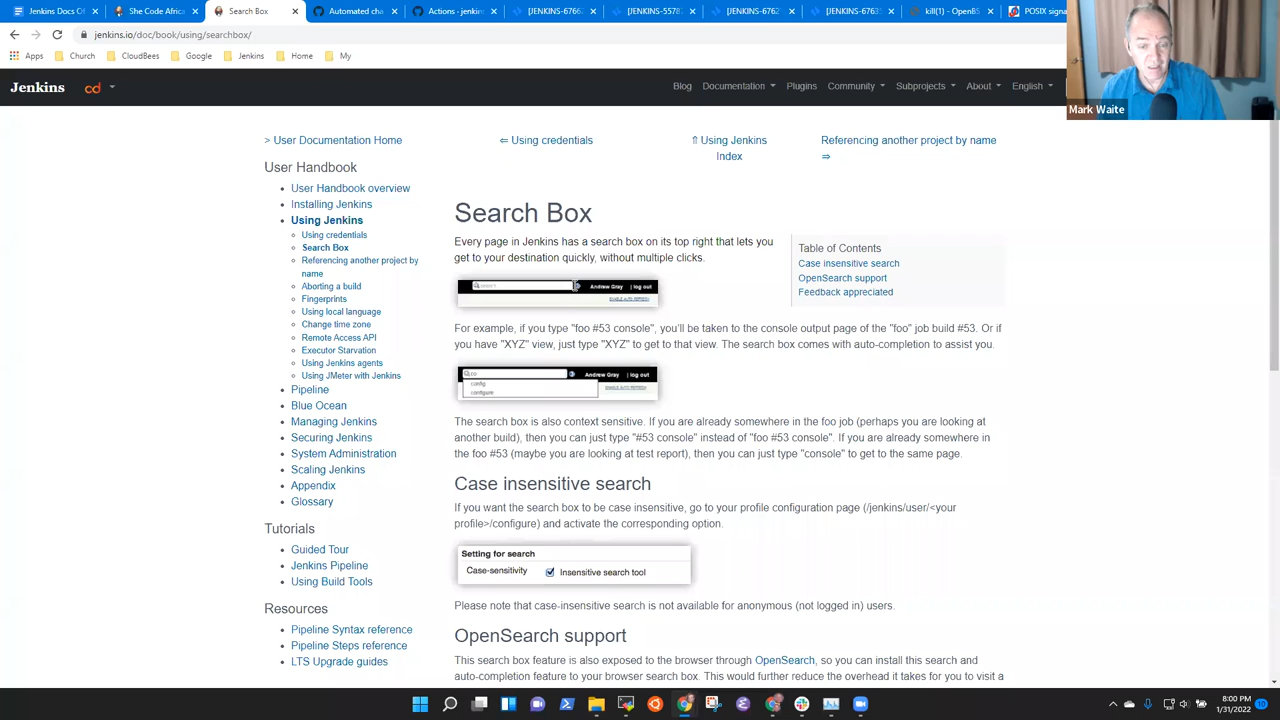 Jenkins Docs Of
She Code Africa
Search Box
Automated cha
Actions · jenkin
[JENKINS-6766
[JENKINS-5578
[JENKINS-6762
[JENKINS-6763
kill(1) - OpenBS
POSIX signa
jenkins.io/doc/book/using/searchbox/
Apps
Church
CloudBees
Google
Jenkins
Home
My
Mark Waite
Jenkins
cd
Blog
Documentation
Plugins
Community
Subprojects
About
English
> User Documentation Home
⇐ Using credentials
⇑ Using Jenkins
Index
Referencing another project by name
⇒
User Handbook
User Handbook overview
Installing Jenkins
Using Jenkins
Using credentials
Search Box
Referencing another project by
name
Aborting a build
Fingerprints
Using local language
Change time zone
Remote Access API
Executor Starvation
Using Jenkins agents
Using JMeter with Jenkins
Pipeline
Blue Ocean
Managing Jenkins
Securing Jenkins
System Administration
Scaling Jenkins
Appendix
Glossary
Tutorials
Guided Tour
Jenkins Pipeline
Using Build Tools
Resources
Pipeline Syntax reference
Pipeline Steps reference
LTS Upgrade guides
Search Box
Every page in Jenkins has a search box on its top right that lets you
get to your destination quickly, without multiple clicks.
Andrew Gray | log out
ENABLE AUTO REFRESH
For example, if you type "foo #53 console", you'll be taken to the console output page of the "foo" job build #53. Or if
you have "XYZ" view, just type "XYZ" to get to that view. The search box comes with auto-completion to assist you.
co
Andrew Gray | log out
config
configure
ENABLE AUTO REFRESH
The search box is also context sensitive. If you are already somewhere in the foo job (perhaps you are looking at
another build), then you can just type "#53 console" instead of "foo #53 console". If you are already somewhere in
the foo #53 (maybe you are looking at test report), then you can just type "console" to get to the same page.
Case insensitive search
If you want the search box to be case insensitive, go to your profile configuration page (/jenkins/user/<your
profile>/configure) and activate the corresponding option.
Setting for search
Case-sensitivity
Insensitive search tool
Please note that case-insensitive search is not available for anonymous (not logged in) users.
OpenSearch support
This search box feature is also exposed to the browser through OpenSearch, so you can install this search and
auto-completion feature to your browser search box. This would further reduce the overhead it takes for you to visit a
Table of Contents
Case insensitive search
OpenSearch support
Feedback appreciated
8:00 PM
1/31/2022